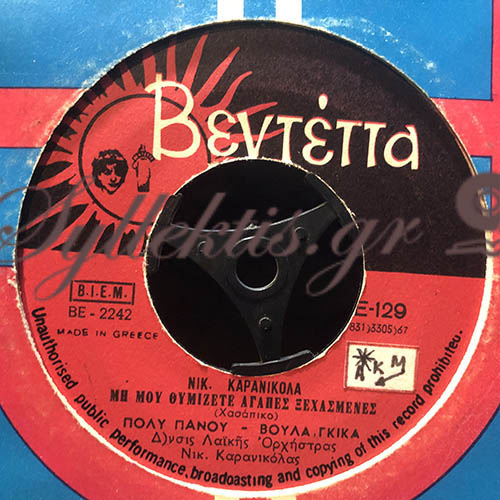 Βεντέττα
Syllektis.gr
B.I.E.M.
BE - 2242
MADE IN GREECE
E-129
831)3305)67
*KM
ΝΙΚ. ΚΑΡΑΝΙΚΟΛΑ
ΜΗ ΜΟΥ ΘΥΜΙΖΕΤΕ ΑΓΑΠΕΣ ΞΕΧΑΣΜΕΝΕΣ
(Χασάπικο)
ΠΟΛΥ ΠΑΝΟΥ - ΒΟΥΛΑ ΓΚΙΚΑ
Δ)νσις Λαϊκής Ὀρχήστρας
Νικ. Καρανικόλας
Unauthorised public performance, broadcasting and copying of this record prohibited.